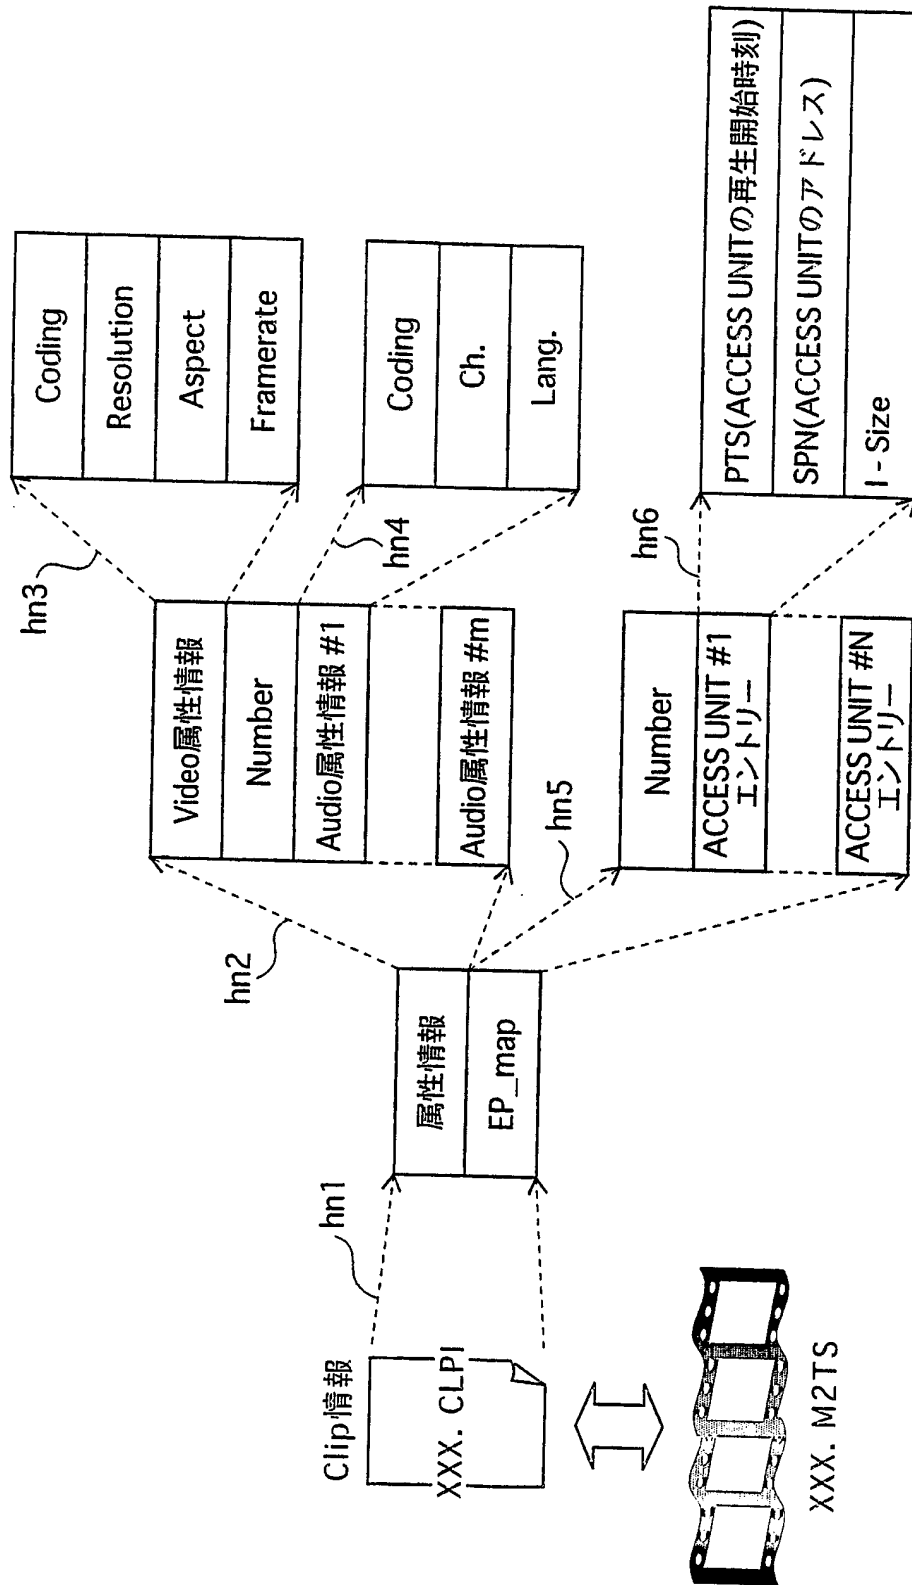 Clip情報
XXX. CLPI
XXX. M2TS
hn1
属性情報
EP_map
hn2
Video属性情報
Number
Audio属性情報 #1
Audio属性情報 #m
hn3
Coding
Resolution
Aspect
Framerate
hn4
Coding
Ch.
Lang.
hn5
Number
ACCESS UNIT #1
エントリー
ACCESS UNIT #N
エントリー
hn6
PTS(ACCESS UNITの再生開始時刻)
SPN(ACCESS UNITのアドレス)
I - Size